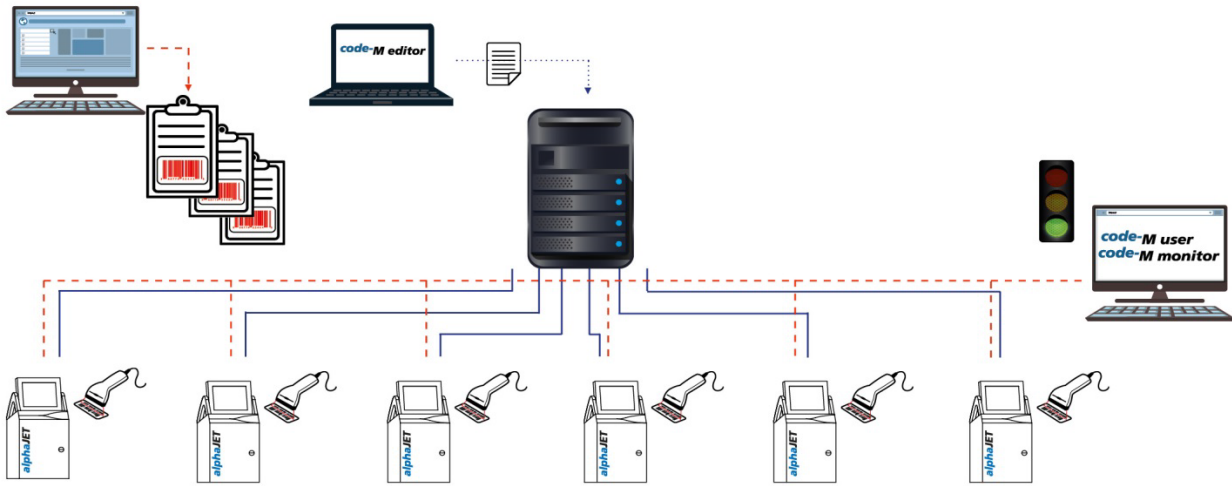 code-M editor
code-M user
code-M monitor
alphaJET
alphaJET
alphaJET
alphaJET
alphaJET
alphaJET